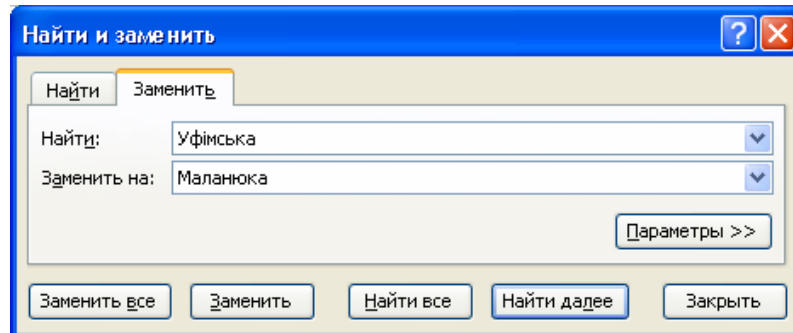 Найти и заменить
Найти Заменить
Найти: Уфімська
Заменить на: Маланюка
Параметры >>
Заменить все Заменить Найти все Найти далее Закрыть